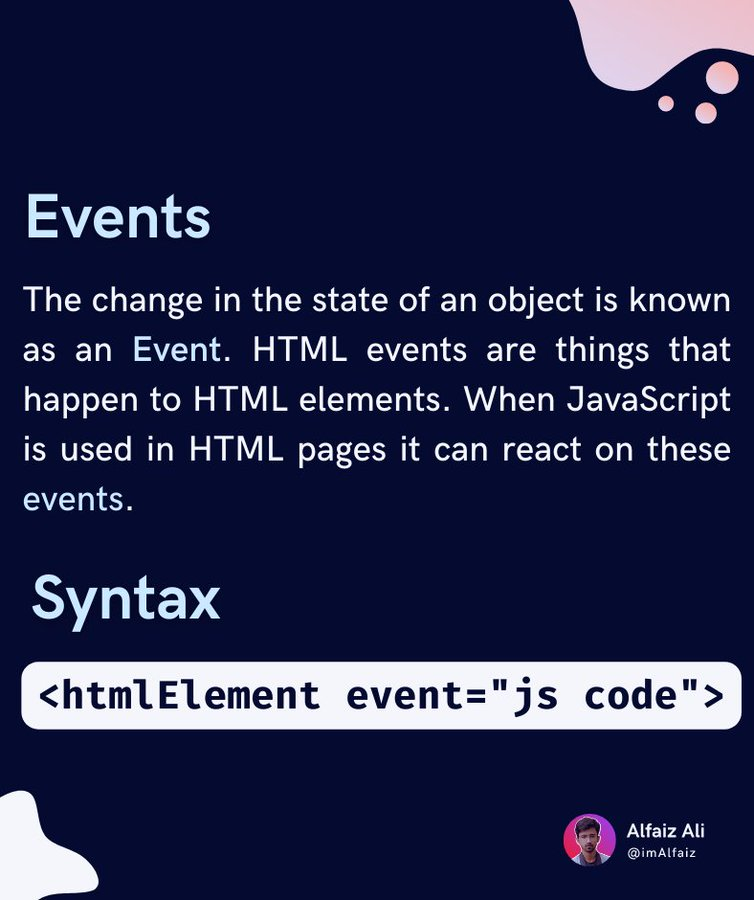 Events
The change in the state of an object is known
as an Event. HTML events are things that
happen to HTML elements. When JavaScript
is used in HTML pages it can react on these
events.
Syntax
<htmlElement event="js code">
Alfaiz Ali
@imAlfaiz